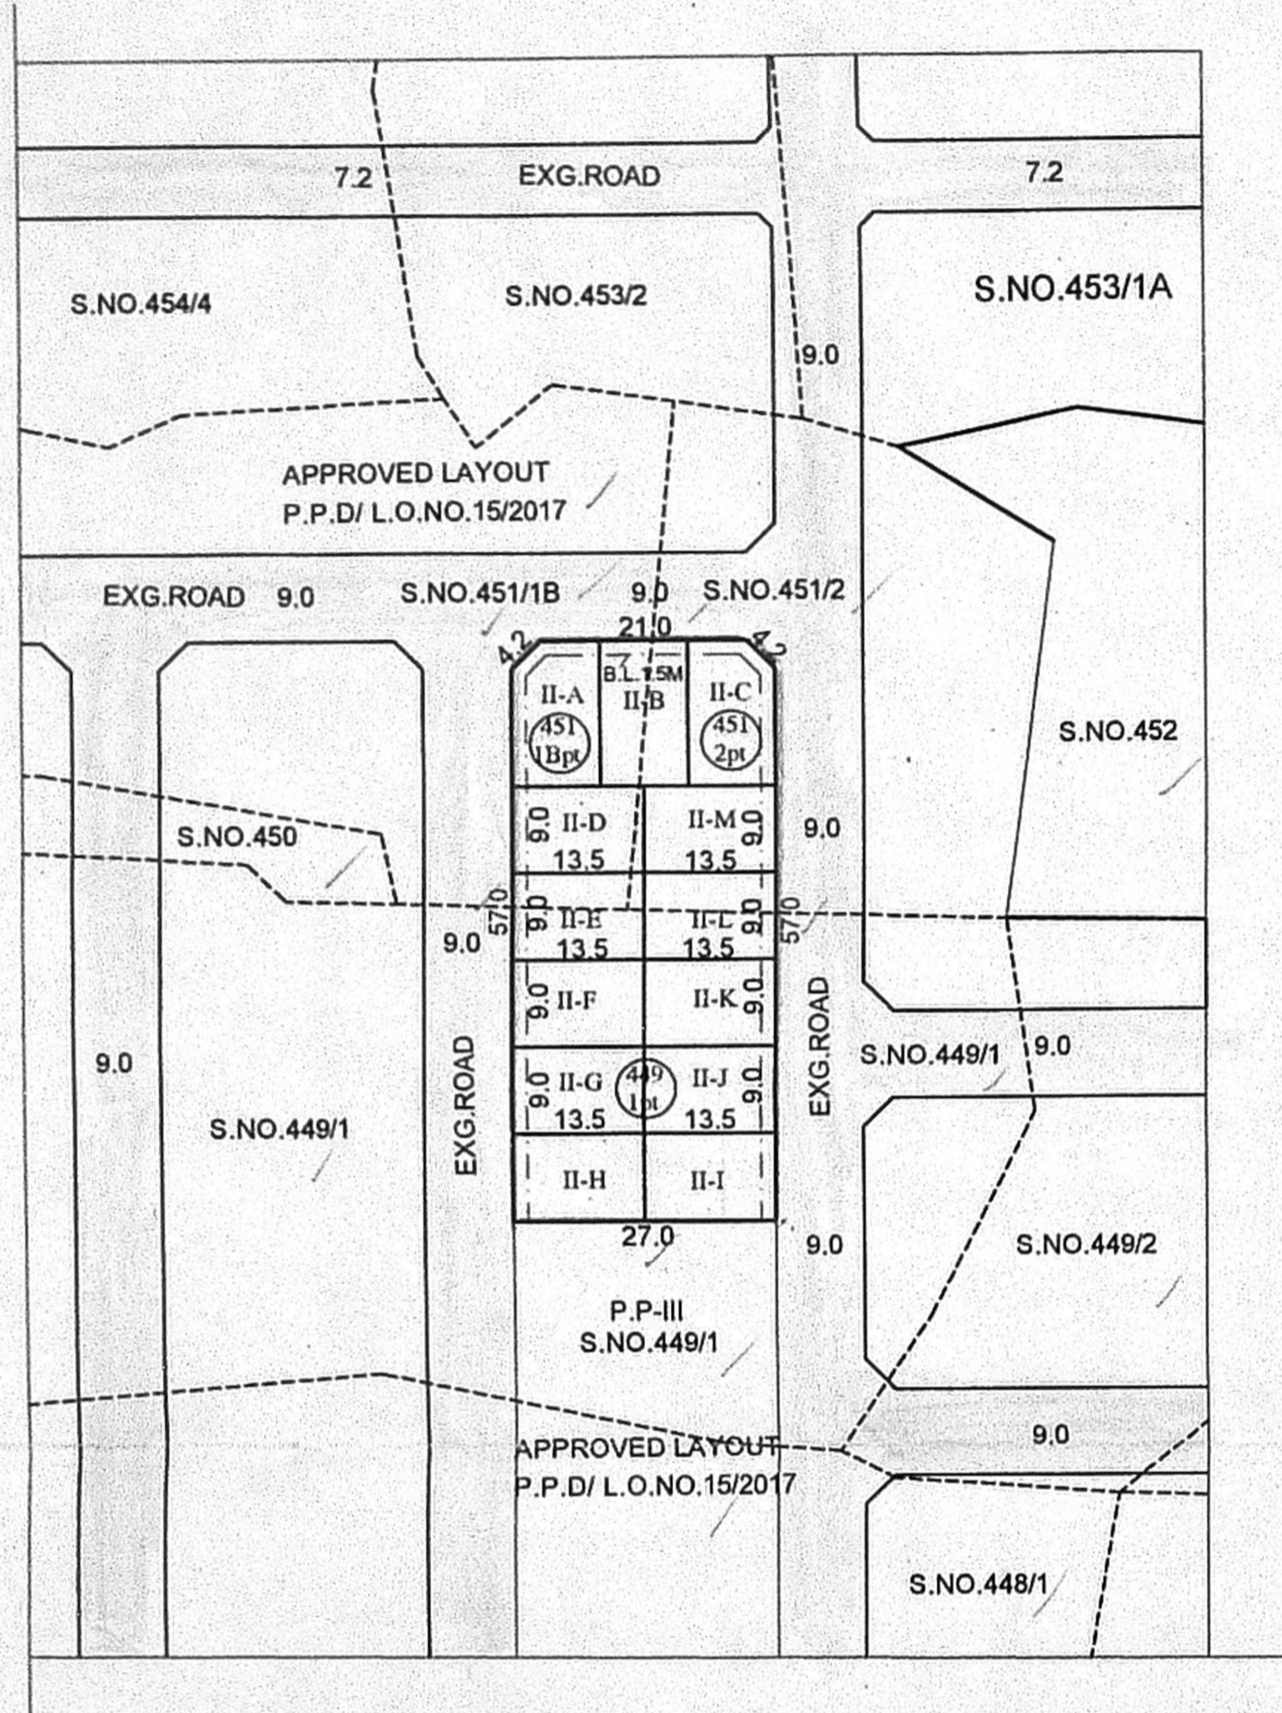 7.2
EXG.ROAD
7.2
S.NO.454/4
S.NO.453/2
S.NO.453/1A
9.0
APPROVED LAYOUT
P.P.D/ L.O.NO.15/2017
EXG.ROAD 9.0
S.NO.451/1B
9.0
S.NO.451/2
21.0
4.2
4.2
B.L.1.5M
II-A
II-B
II-C
451
1Bpt
451
2pt
S.NO.452
9.0
II-D
13.5
II-M
9.0
13.5
9.0
S.NO.450
57.0
9.0
II-E
13.5
II-L
9.0
13.5
57.0
9.0
9.0
II-F
II-K
9.0
EXG.ROAD
EXG.ROAD
S.NO.449/1
9.0
9.0
9.0
II-G
13.5
449
1pt
II-J
9.0
13.5
S.NO.449/1
II-H
II-I
27.0
9.0
S.NO.449/2
P.P-III
S.NO.449/1
APPROVED LAYOUT
P.P.D/ L.O.NO.15/2017
9.0
S.NO.448/1